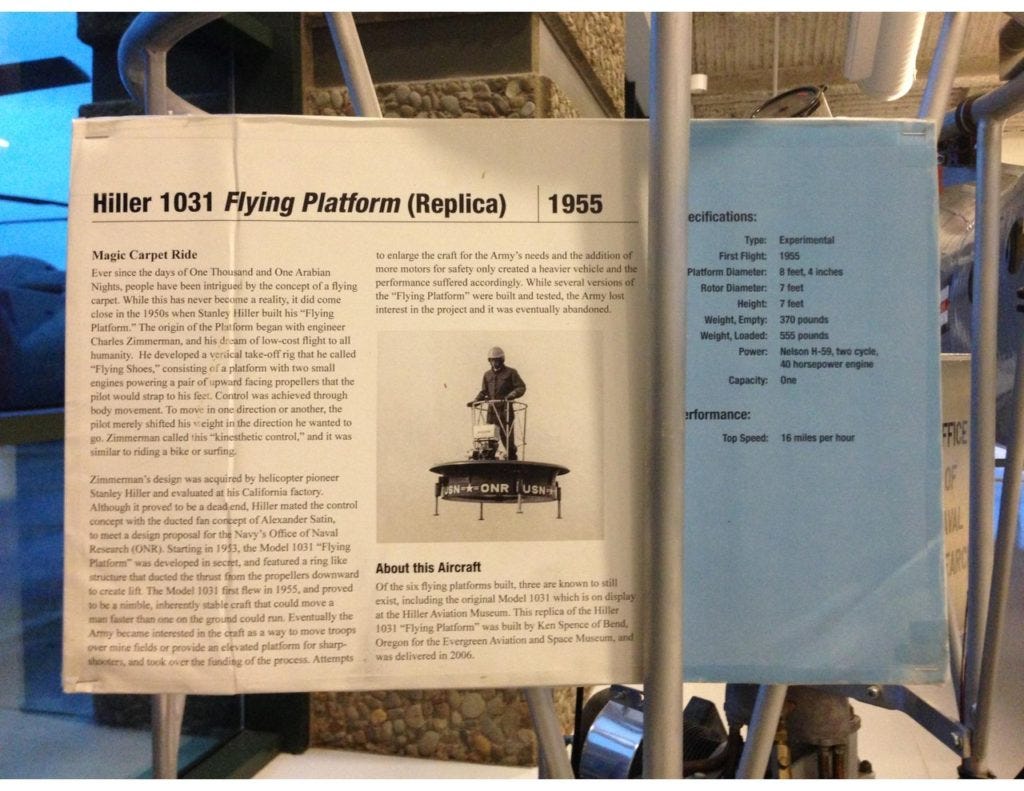 Hiller 1031 Flying Platform (Replica) 1955
Magic Carpet Ride
Ever since the days of One Thousand and One Arabian
Nights, people have been intrigued by the concept of a flying
carpet. While this has never become a reality, it did come
close in the 1950s when Stanley Hiller built his “Flying
Platform.” The origin of the Platform began with engineer
Charles Zimmerman, and his dream of low-cost flight to all
humanity. He developed a vertical take-off rig that he called
“Flying Shoes,” consisting of a platform with two small
engines powering a pair of upward facing propellers that the
pilot would strap to his feet. Control was achieved through
body movement. To move in one direction or another, the
pilot merely shifted his weight in the direction he wanted to
go. Zimmerman called this “kinesthetic control,” and it was
similar to riding a bike or surfing.
Zimmerman's design was acquired by helicopter pioneer
Stanley Hiller and evaluated at his California factory.
Although it proved to be a dead end, Hiller mated the control
concept with the ducted fan concept of Alexander Satin,
to meet a design proposal for the Navy's Office of Naval
Research (ONR). Starting in 1953, the Model 1031 “Flying
Platform” was developed in secret, and featured a ring like
structure that ducted the thrust from the propellers downward
to create lift. The Model 1031 first flew in 1955, and proved
to be a nimble, inherently stable craft that could move a
man faster than one on the ground could run. Eventually the
Army became interested in the craft as a way to move troops
over mine fields or provide an elevated platform for sharp-
shooters, and took over the funding of the process. Attempts
to enlarge the craft for the Army's needs and the addition of
more motors for safety only created a heavier vehicle and the
performance suffered accordingly. While several versions of
the “Flying Platform” were built and tested, the Army lost
interest in the project and it was eventually abandoned.
USN ★ ONR USN
About this Aircraft
Of the six flying platforms built, three are known to still
exist, including the original Model 1031 which is on display
at the Hiller Aviation Museum. This replica of the Hiller
1031 “Flying Platform” was built by Ken Spence of Bend,
Oregon for the Evergreen Aviation and Space Museum, and
was delivered in 2006.
ecifications:
Type: Experimental
First Flight: 1955
Platform Diameter: 8 feet, 4 inches
Rotor Diameter: 7 feet
Height: 7 feet
Weight, Empty: 370 pounds
Weight, Loaded: 555 pounds
Power: Nelson H-59, two cycle,
40 horsepower engine
Capacity: One
erformance:
Top Speed: 16 miles per hour
FFICE
OF
VAL
EARC